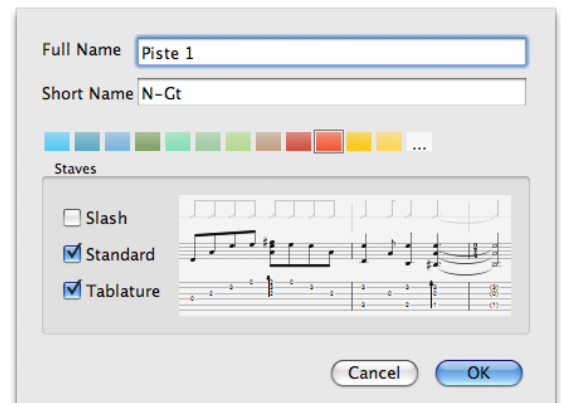 Full Name Piste 1
Short Name N-Gt
...
Staves
Slash
Standard
Tablature
Cancel OK